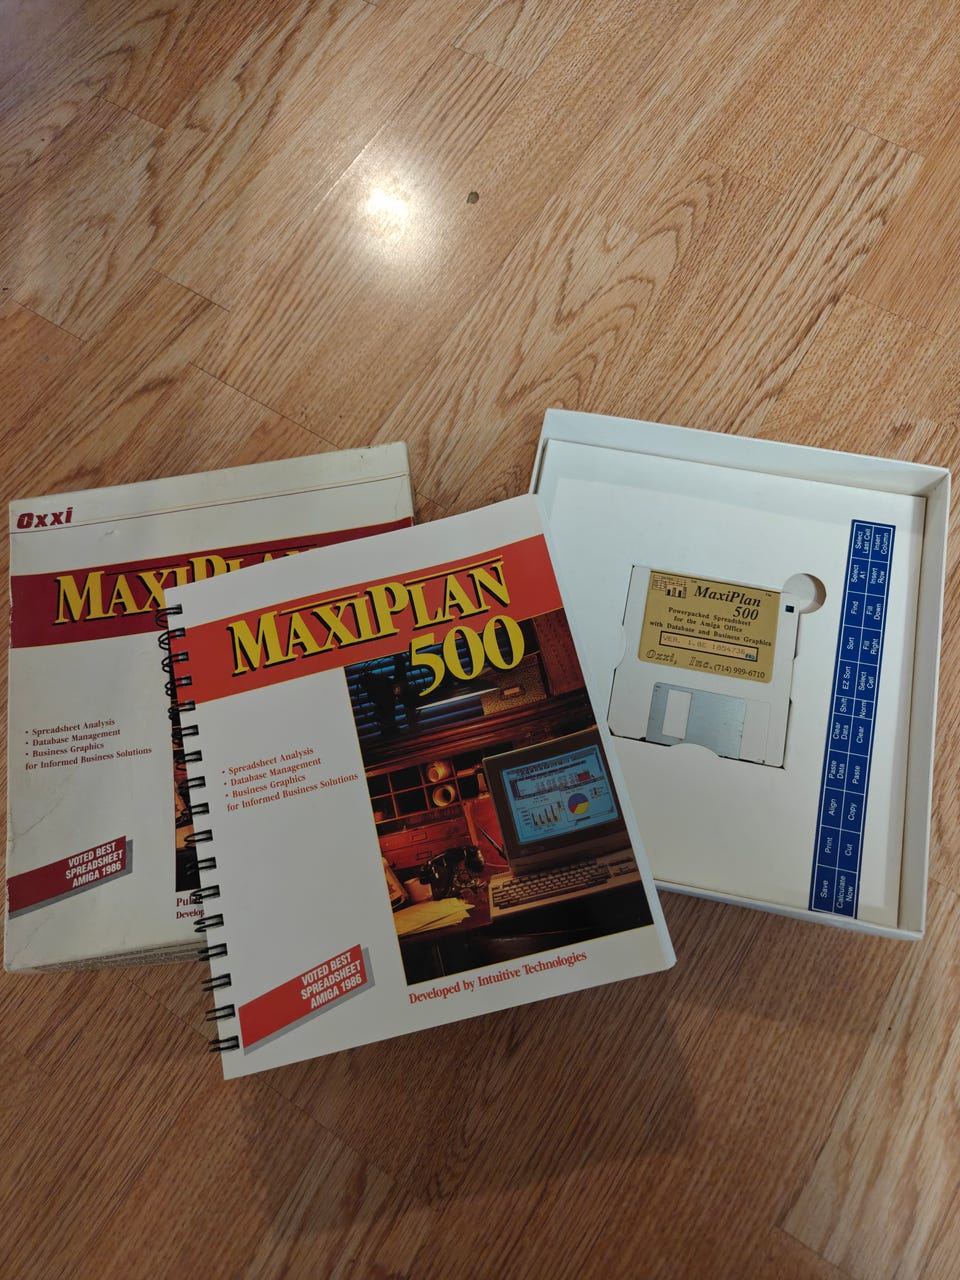 Oxxi
MAXIPLAN
• Spreadsheet Analysis
• Database Management
• Business Graphics
for Informed Business Solutions
VOTED BEST
SPREADSHEET
AMIGA 1986
MAXIPLAN
500
• Spreadsheet Analysis
• Database Management
• Business Graphics
for Informed Business Solutions
VOTED BEST
SPREADSHEET
AMIGA 1986
Developed by Intuitive Technologies
MaxiPlan ™
500
Powerpacked Spreadsheet
for the Amiga Office
with Database and Business Graphics
Oxxi, Inc. (714) 999-6710
Save
Print
Align
Paste Data
Clear Data
Shift
EZ Sort
Sort
Find
Select A1
Select Last Cell
Calculate Now
Cut
Copy
Paste
Clear
Norm
Select Cell
Fill Right
Fill Down
Insert Row
Insert Column